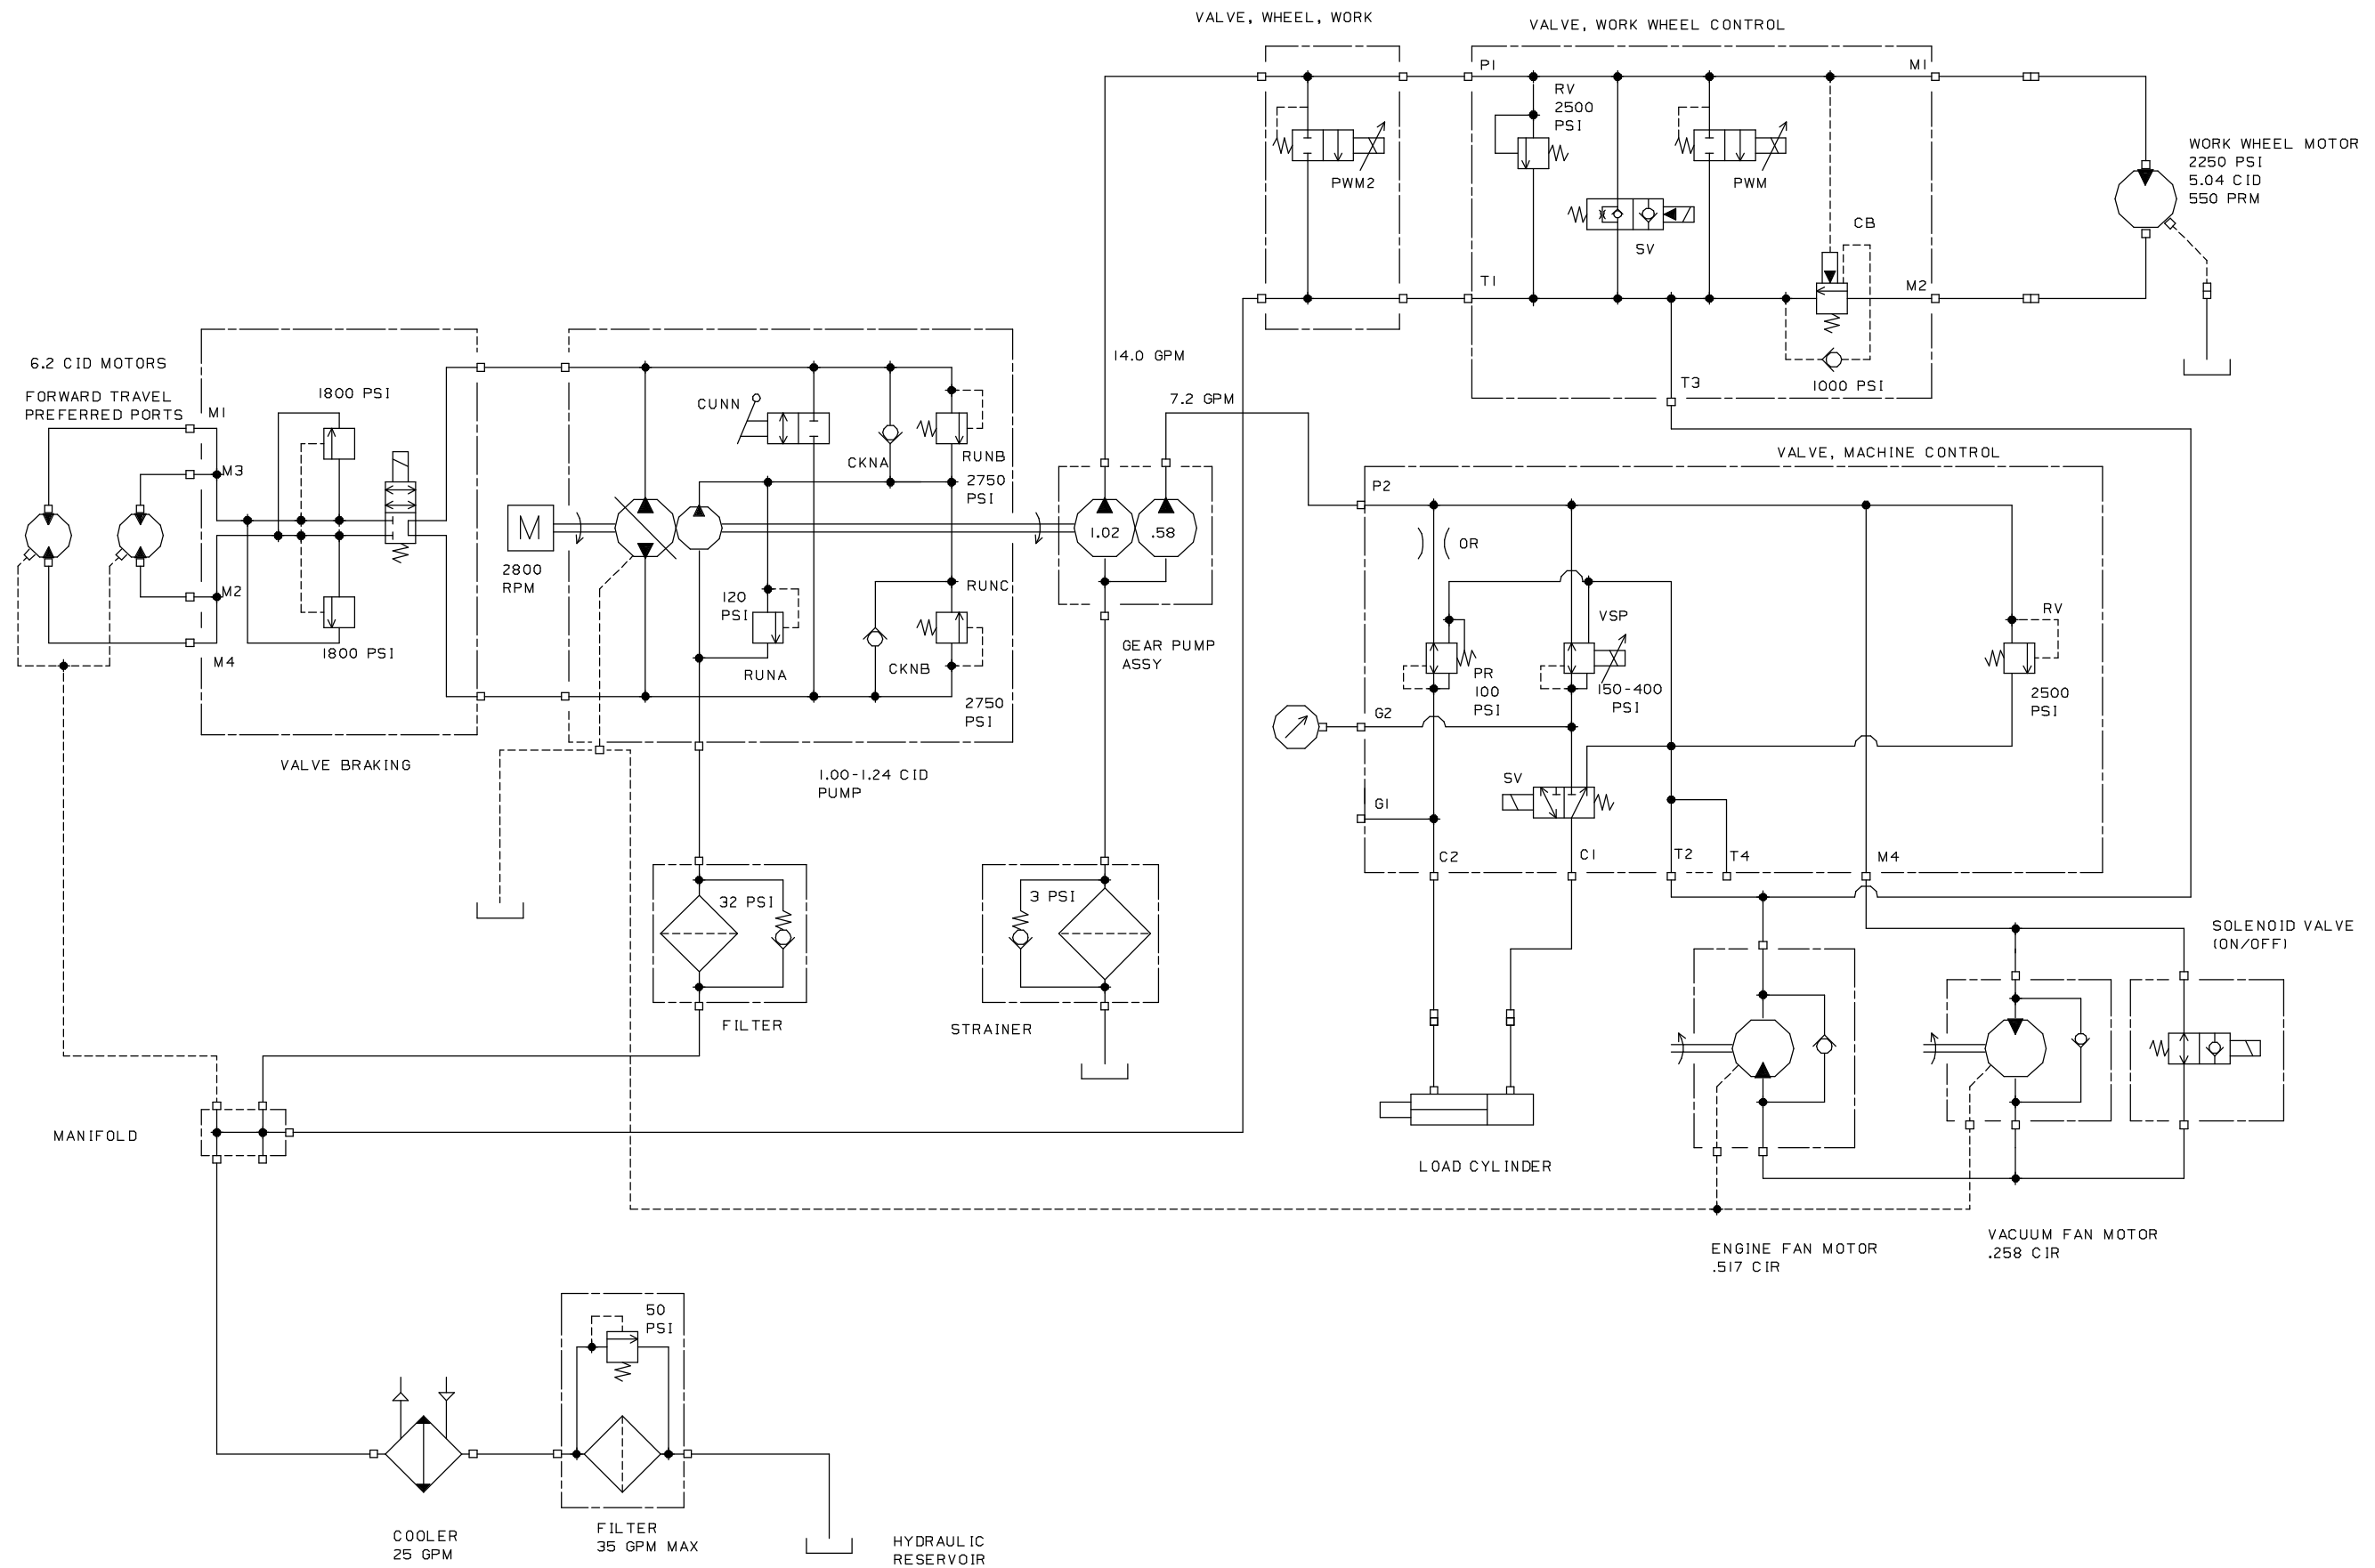 VALVE, WHEEL, WORK
VALVE, WORK WHEEL CONTROL
P1
M1
RV
2500
PSI
PWM2
PWM
SV
CB
T1
M2
1000 PSI
T3
WORK WHEEL MOTOR
2250 PSI
5.04 CID
550 PRM
6.2 CID MOTORS
FORWARD TRAVEL
PREFERRED PORTS
M1
1800 PSI
M3
M2
M4
1800 PSI
VALVE BRAKING
CUNN
CKNA
RUNB
2750
PSI
M
2800
RPM
120
PSI
RUNA
RUNC
CKNB
2750
PSI
1.00-1.24 CID
PUMP
14.0 GPM
7.2 GPM
1.02
.58
GEAR PUMP
ASSY
VALVE, MACHINE CONTROL
P2
OR
VSP
RV
PR
100
PSI
150-400
PSI
2500
PSI
G2
SV
G1
C2
C1
T2
T4
M4
32 PSI
FILTER
3 PSI
STRAINER
SOLENOID VALVE
(ON/OFF)
MANIFOLD
LOAD CYLINDER
ENGINE FAN MOTOR
.517 CIR
VACUUM FAN MOTOR
.258 CIR
50
PSI
COOLER
25 GPM
FILTER
35 GPM MAX
HYDRAULIC
RESERVOIR